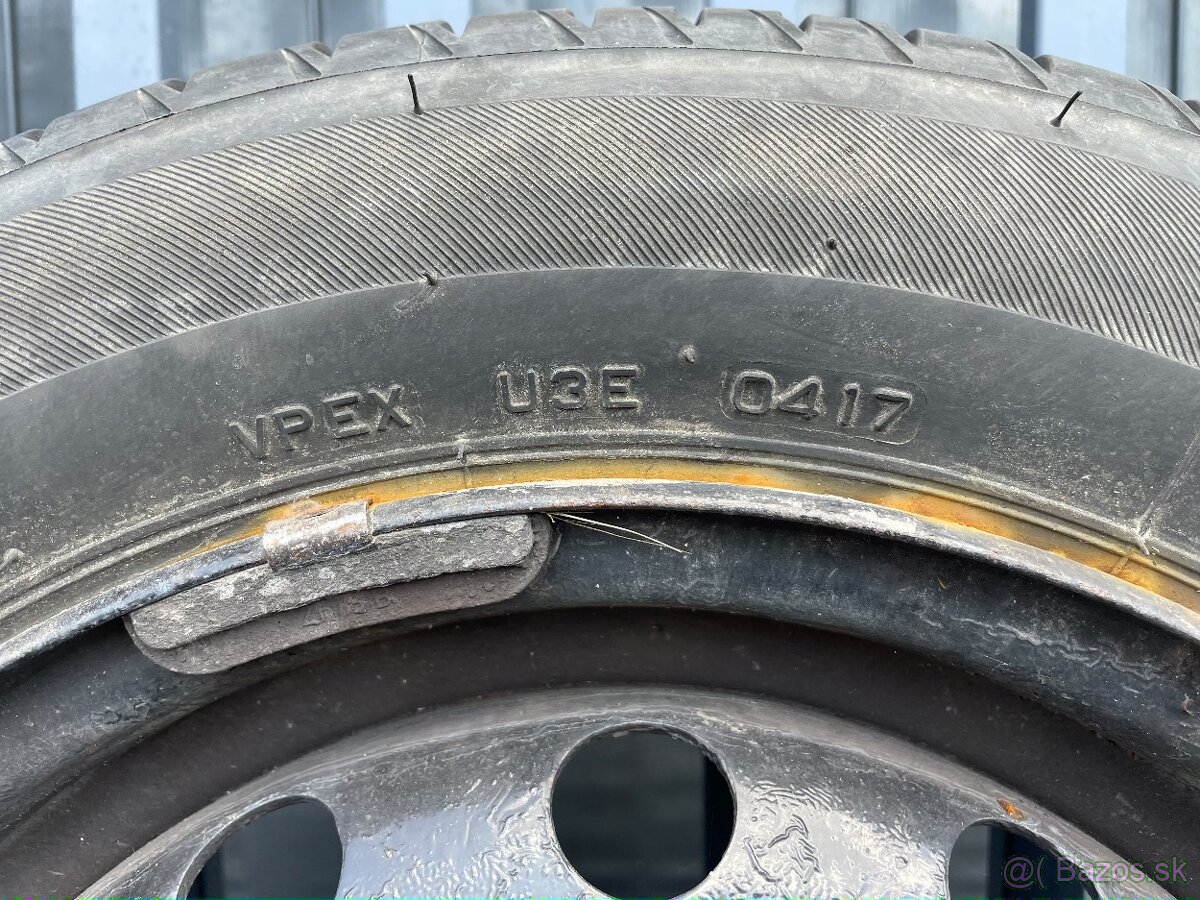 VPEX U3E 0417
@( Bazos.sk